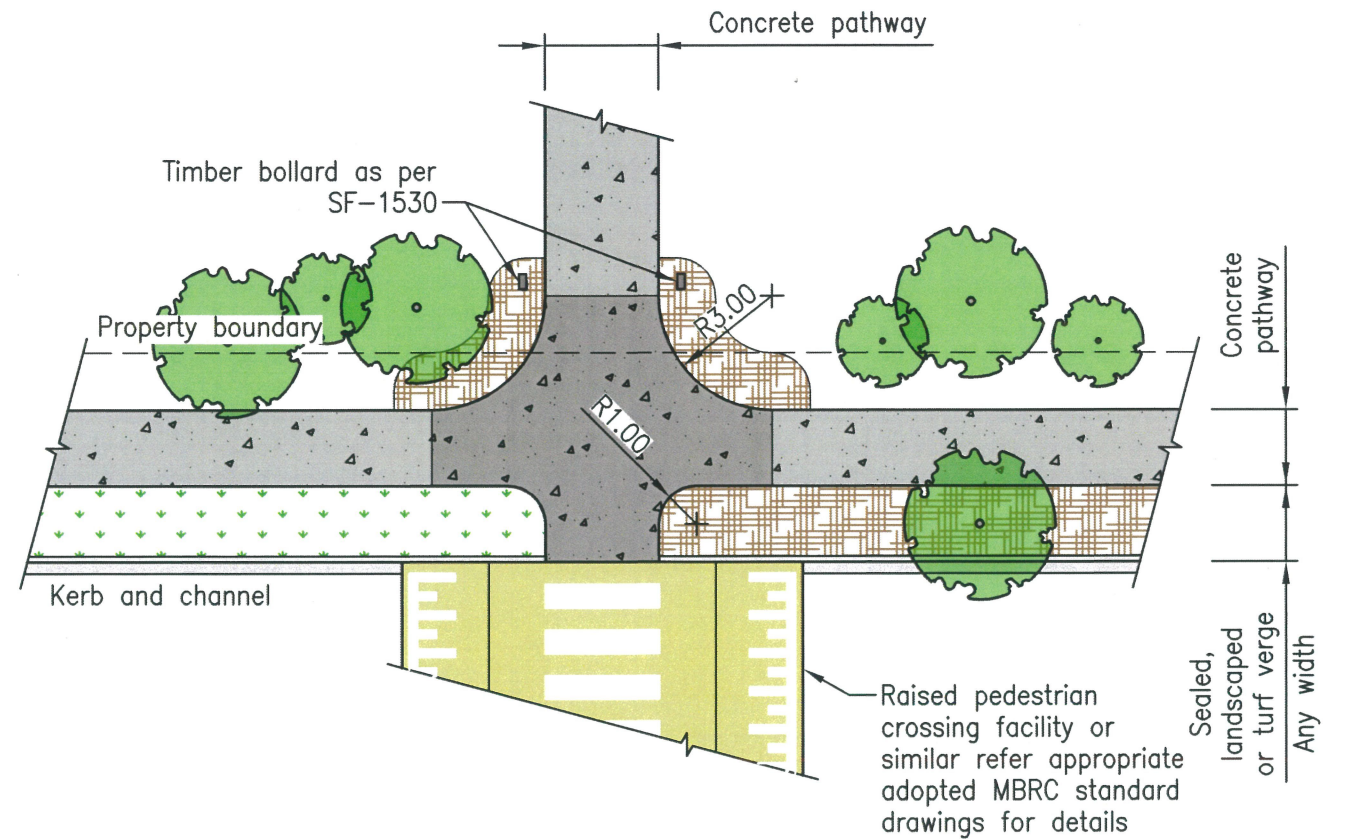 Concrete pathway
Timber bollard as per
SF-1530
Property boundary
R3.00
R1.00
Concrete
pathway
Kerb and channel
Sealed,
landscaped
or turf verge
Any width
Raised pedestrian
crossing facility or
similar refer appropriate
adopted MBRC standard
drawings for details